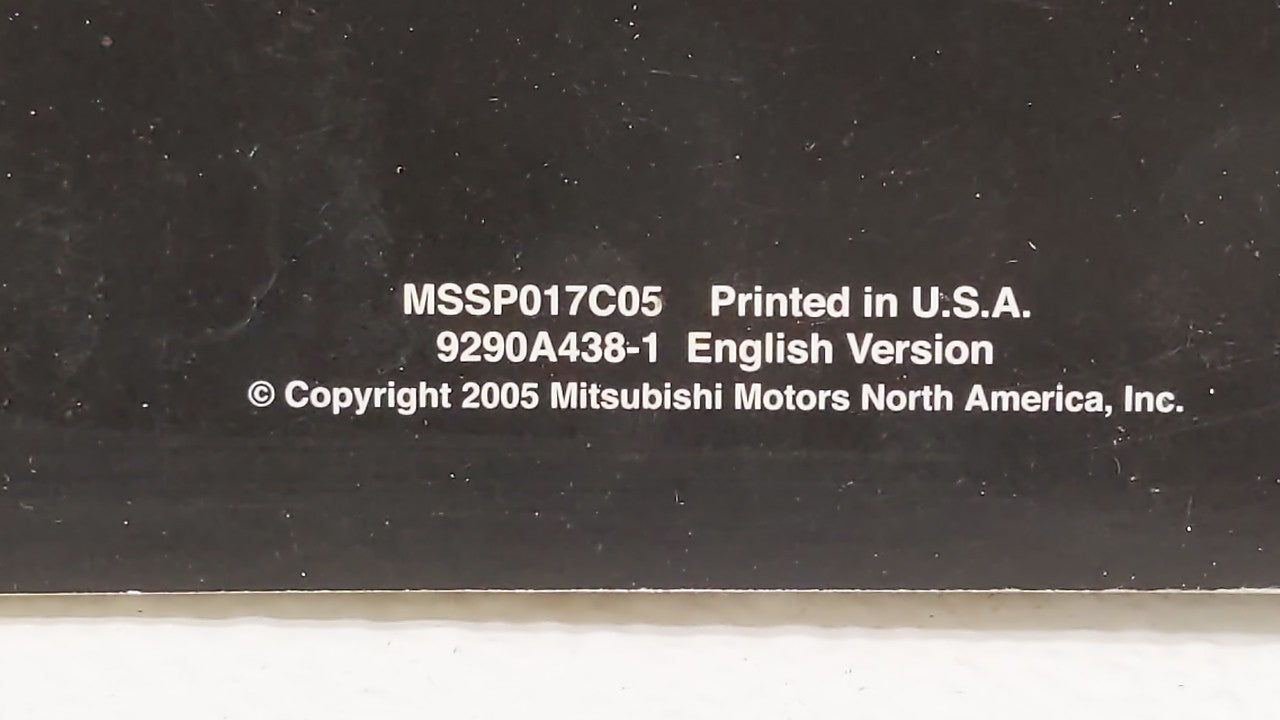 MSSP017C05 Printed in U.S.A.
9290A438-1 English Version
© Copyright 2005 Mitsubishi Motors North America, Inc.